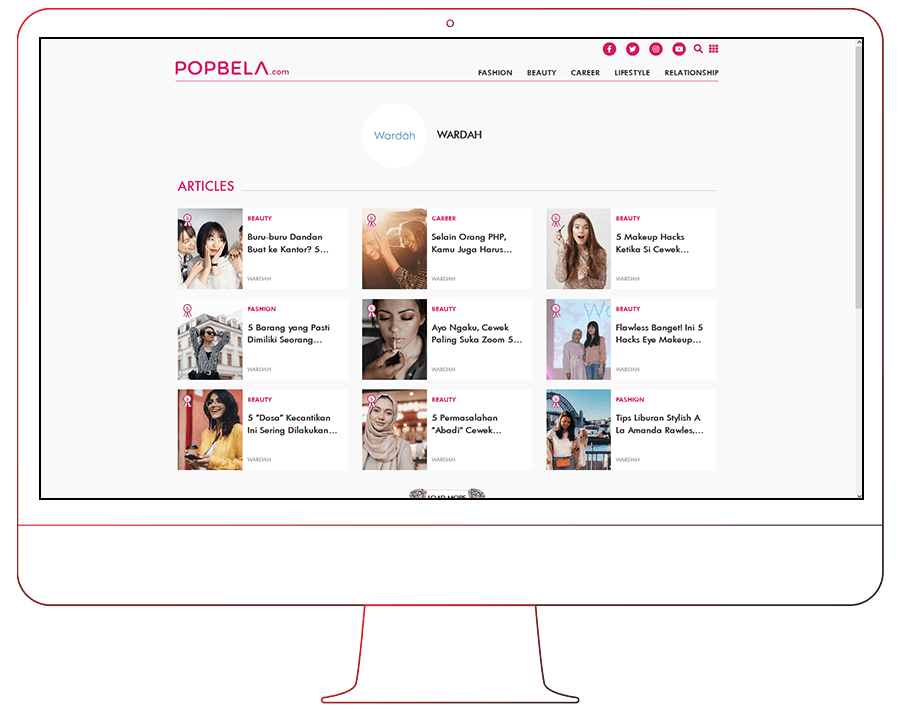 POPBELA.com
FASHION BEAUTY CAREER LIFESTYLE RELATIONSHIP
Wardah WARDAH
ARTICLES
BEAUTY
Buru-buru Dandan
Buat ke Kantor? 5...
WARDAH
CAREER
Selain Orang PHP,
Kamu Juga Harus...
WARDAH
BEAUTY
5 Makeup Hacks
Ketika Si Cewek...
WARDAH
FASHION
5 Barang yang Pasti
Dimiliki Seorang...
WARDAH
BEAUTY
Ayo Ngaku, Cewek
Paling Suka Zoom 5...
WARDAH
BEAUTY
Flawless Banget! Ini 5
Hacks Eye Makeup...
WARDAH
BEAUTY
5 "Dosa" Kecantikan
Ini Sering Dilakukan...
WARDAH
BEAUTY
5 Permasalahan
"Abadi" Cewek...
WARDAH
FASHION
Tips Liburan Stylish A
La Amanda Rawles,...
WARDAH
LOAD MORE